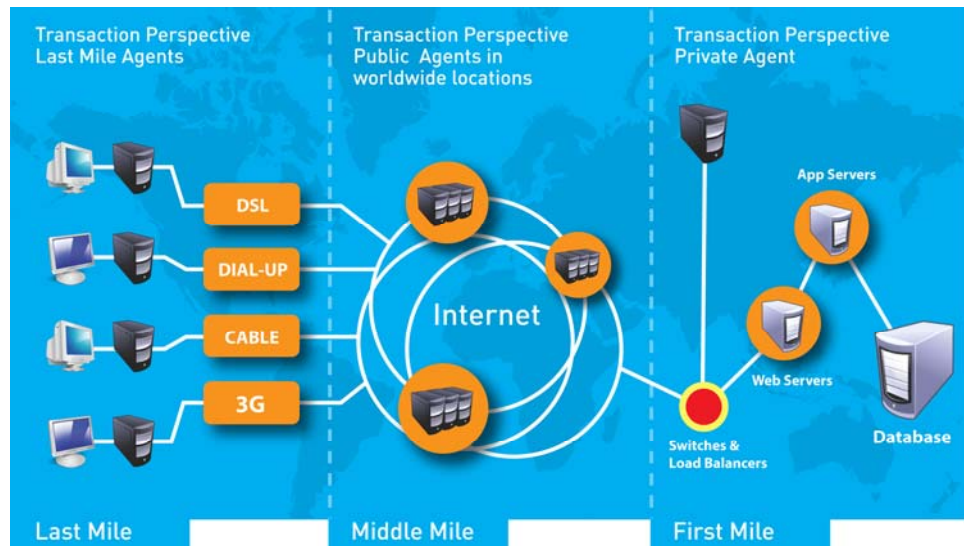 Transaction Perspective
Last Mile Agents
Transaction Perspective
Public Agents in
worldwide locations
Transaction Perspective
Private Agent
DSL
DIAL-UP
CABLE
3G
Internet
App Servers
Web Servers
Switches &
Load Balancers
Database
Last Mile
Middle Mile
First Mile